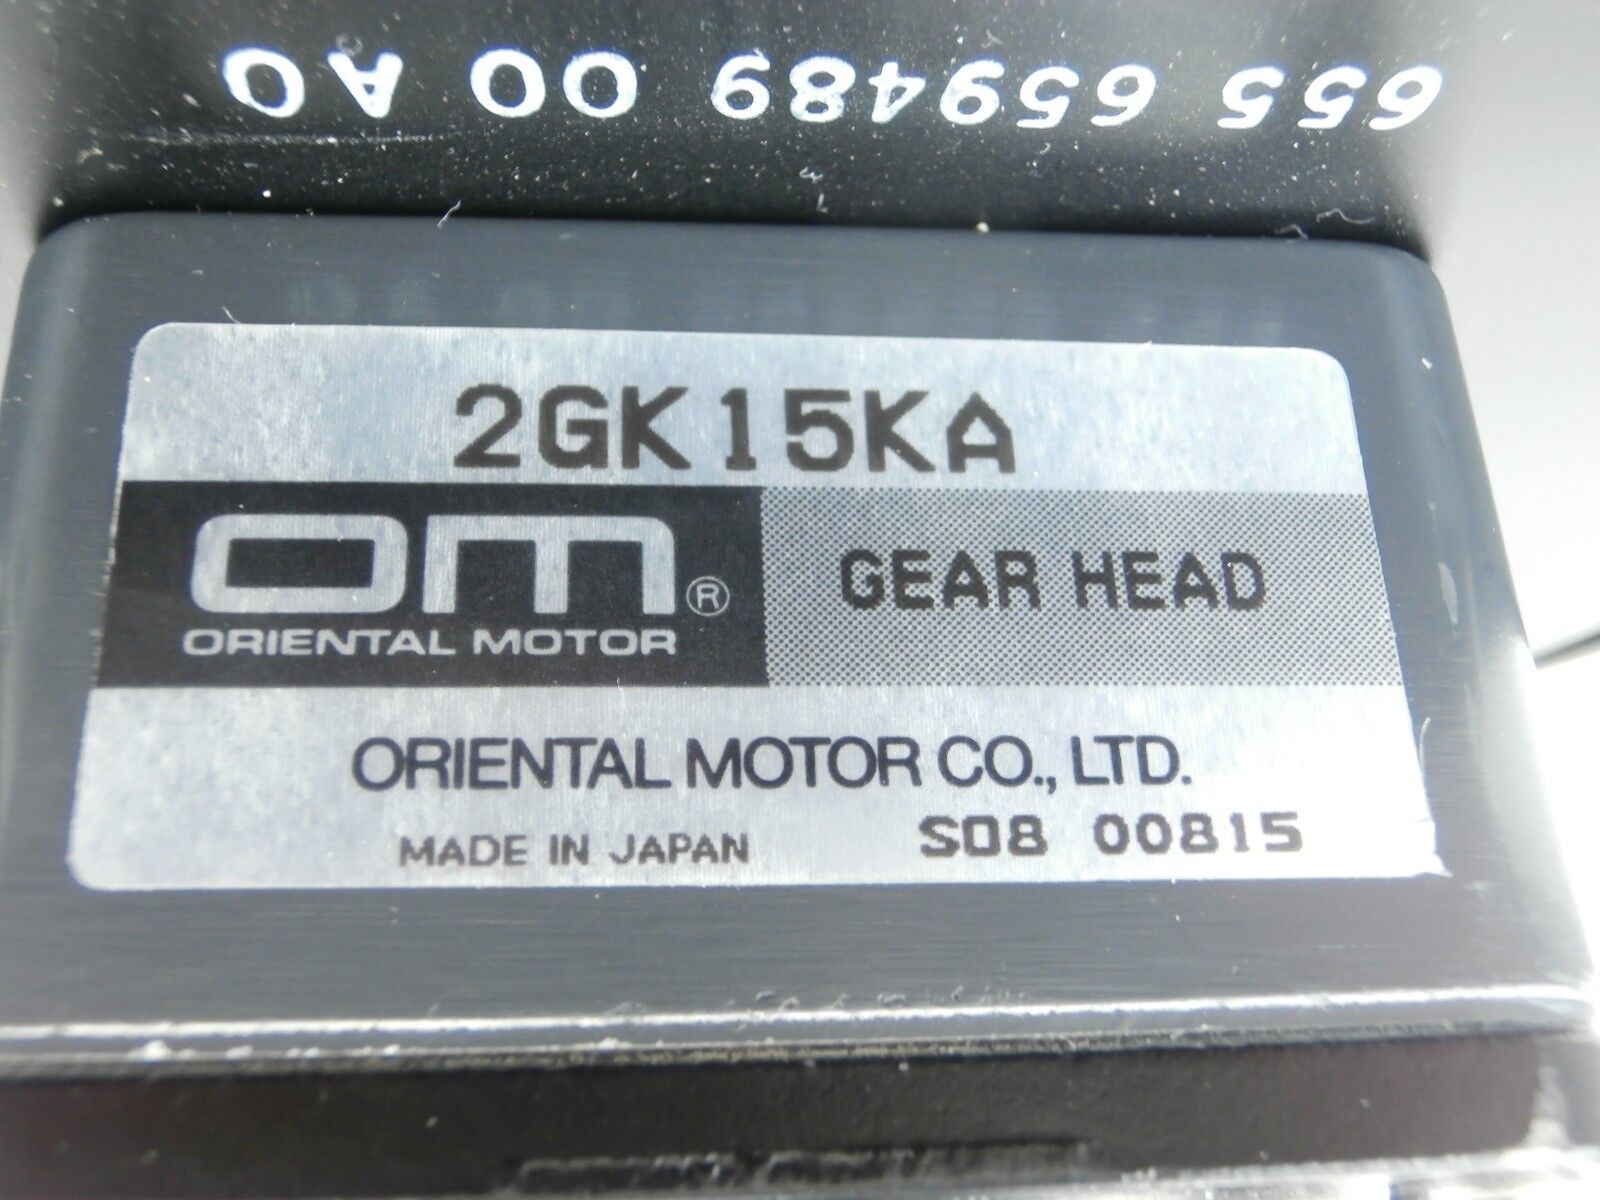 655 659489 00 A0
2GK15KA
om®
ORIENTAL MOTOR
GEAR HEAD
ORIENTAL MOTOR CO., LTD.
MADE IN JAPAN S08 00815